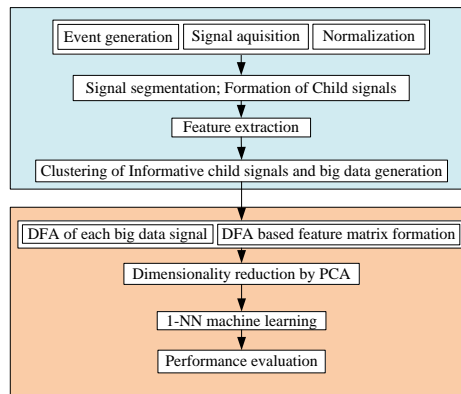 Event generation Signal aquisition Normalization
Signal segmentation; Formation of Child signals
Feature extraction
Clustering of Informative child signals and big data generation
DFA of each big data signal DFA based feature matrix formation
Dimensionality reduction by PCA
1-NN machine learning
Performance evaluation